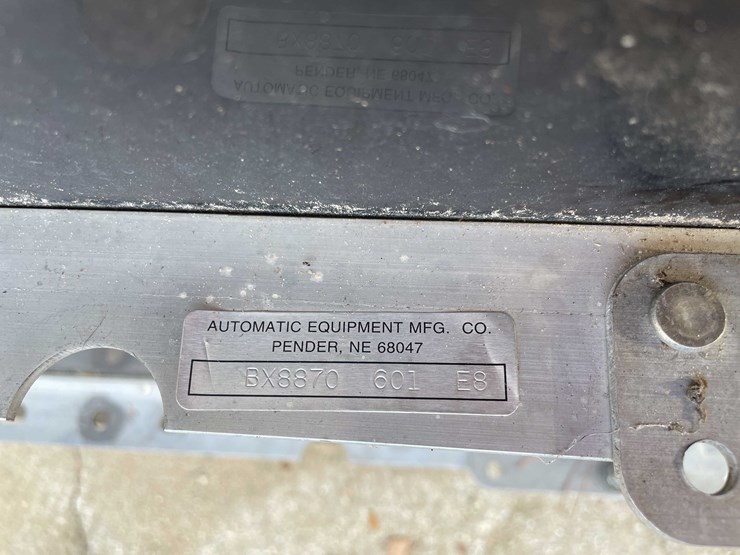 AUTOMATIC EQUIPMENT MFG. CO.
PENDER, NE 68047
BX8870 601 E8